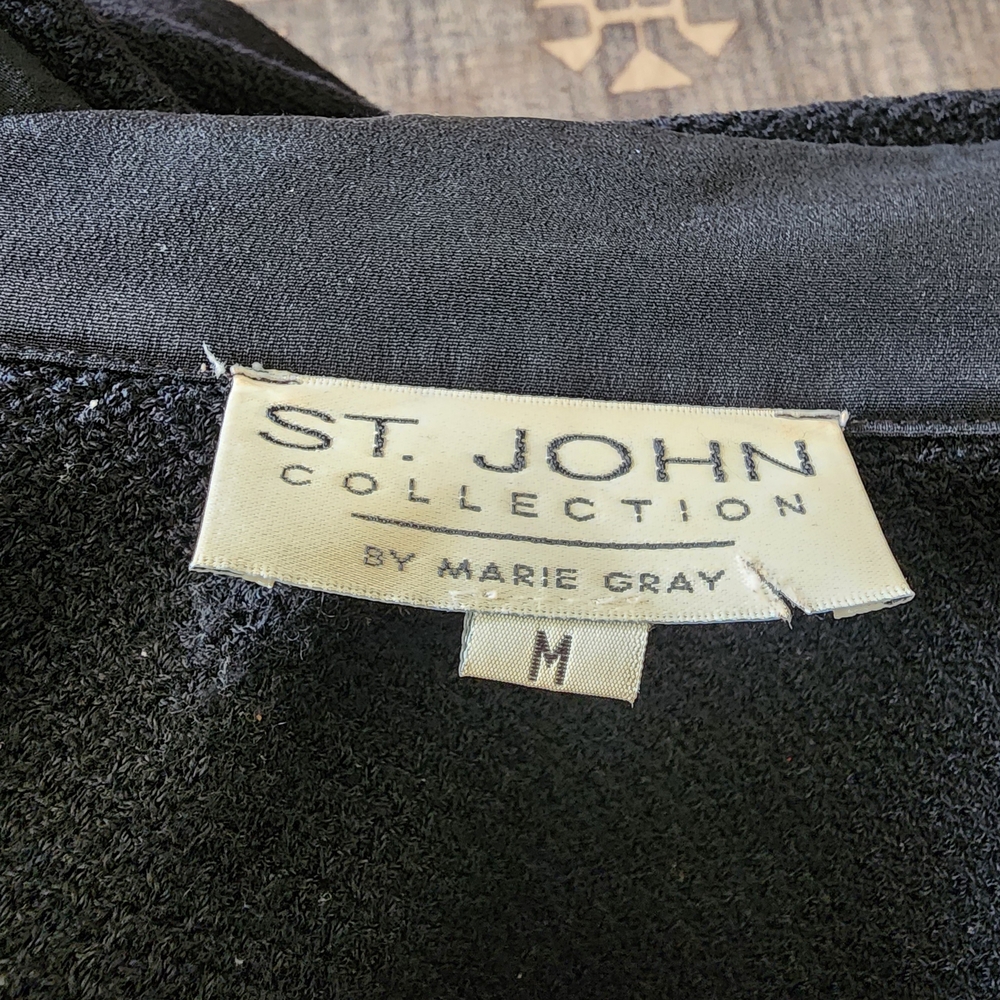 ST. JOHN
COLLECTION
BY MARIE GRAY
M